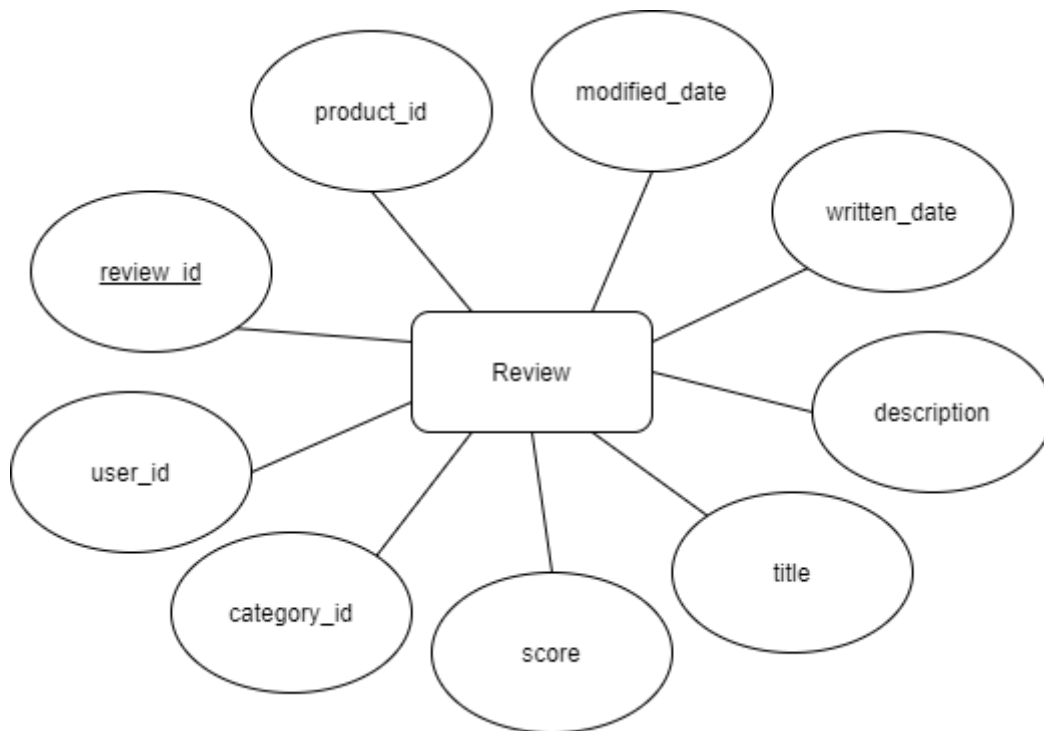 modified_date
product_id
written_date
review_id
Review
description
user_id
title
category_id
score